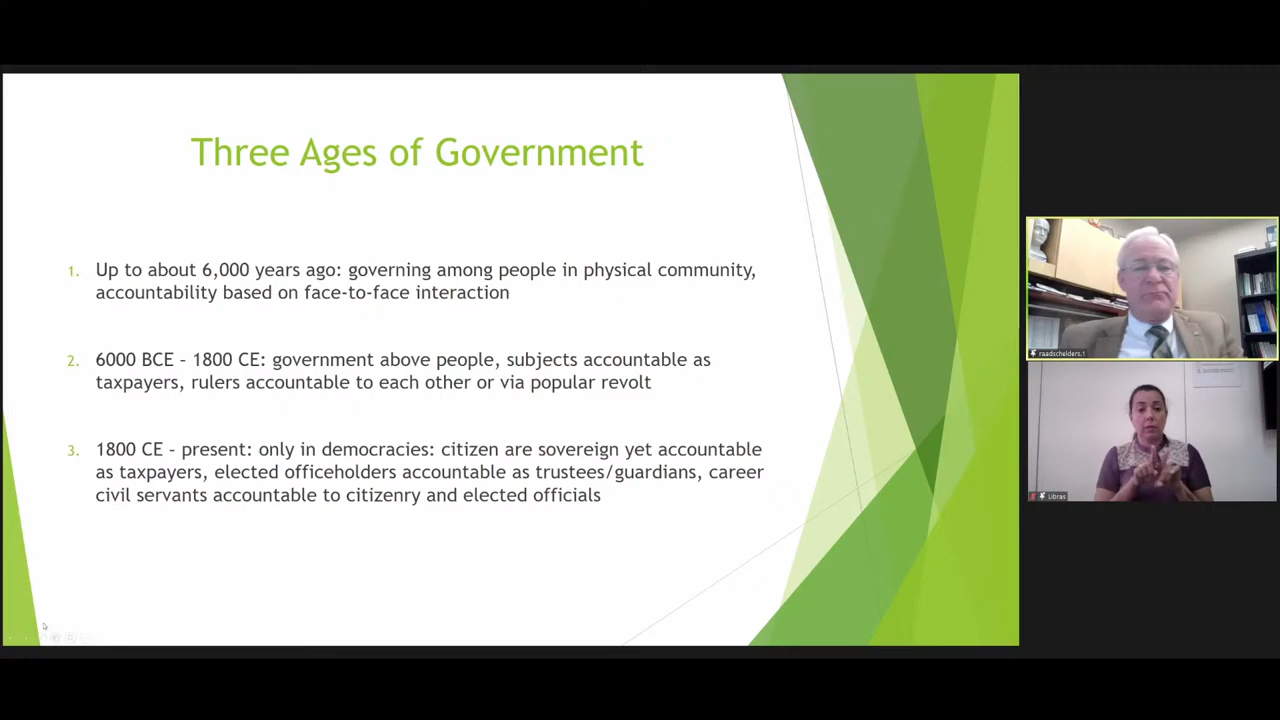 Three Ages of Government
1. Up to about 6,000 years ago: governing among people in physical community,
accountability based on face-to-face interaction
2. 6000 BCE – 1800 CE: government above people, subjects accountable as
taxpayers, rulers accountable to each other or via popular revolt
3. 1800 CE – present: only in democracies: citizen are sovereign yet accountable
as taxpayers, elected officeholders accountable as trustees/guardians, career
civil servants accountable to citizenry and elected officials
raadschelders.1
Libras